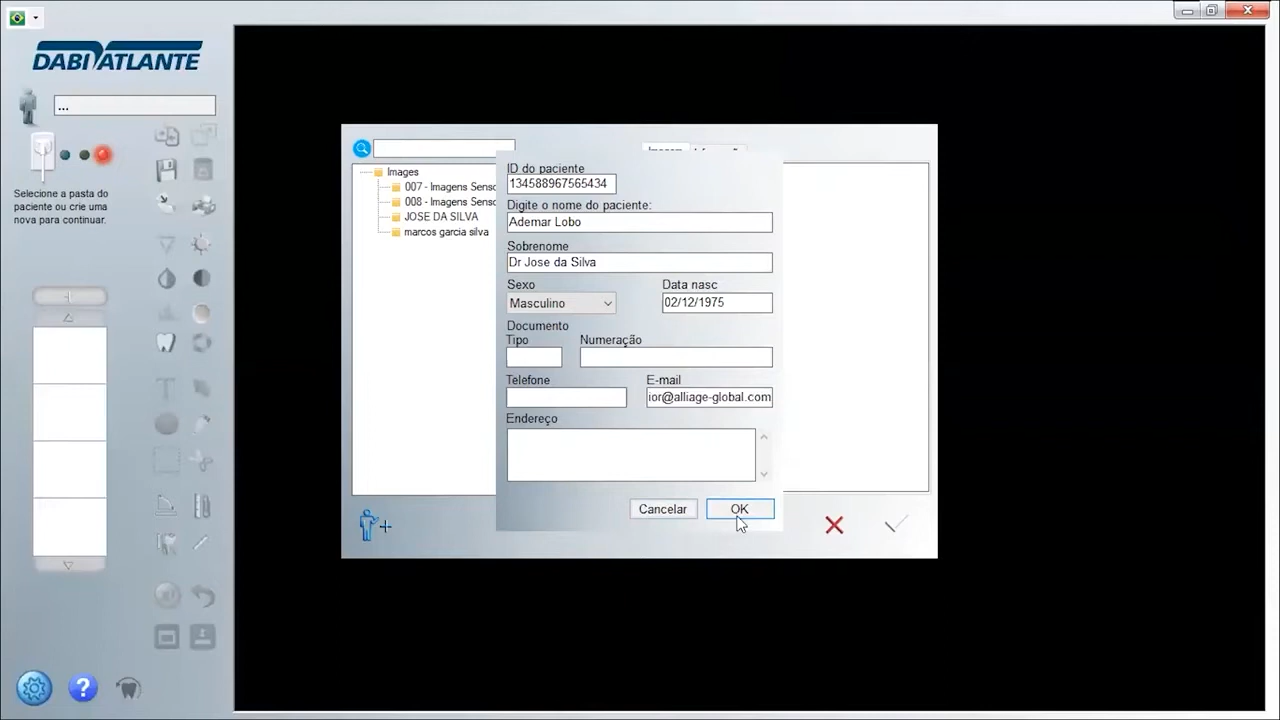 DABI ATLANTE
...
Selecione a pasta do
paciente ou crie uma
nova para continuar.
Images
007 - Imagens Senso
008 - Imagens Senso
JOSE DA SILVA
marcos garcia silva
Imagem
ID do paciente
134588967565434
Digite o nome do paciente:
Ademar Lobo
Sobrenome
Dr Jose da Silva
Sexo
Data nasc
Masculino
02/12/1975
Documento
Tipo
Numeração
Telefone
E-mail
ior@alliage-global.com
Endereço
Cancelar
OK